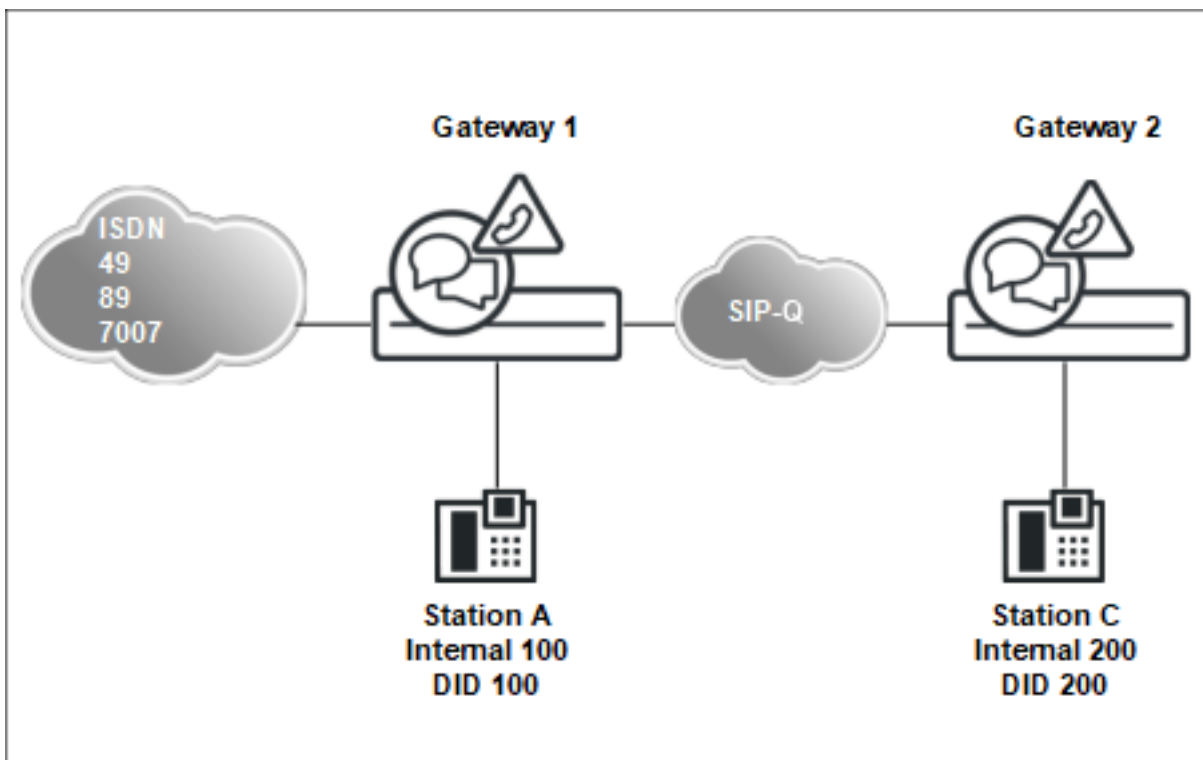 Gateway 1
Gateway 2
ISDN
49
89
7007
SIP-Q
Station A
Internal 100
DID 100
Station C
Internal 200
DID 200